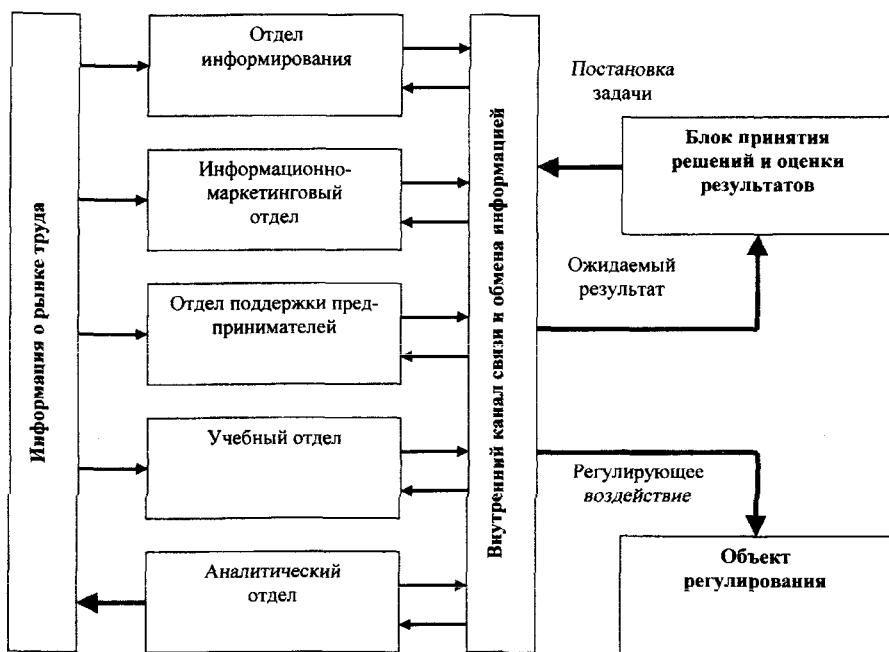 Информация о рынке труда
Отдел
информирования
Информационно-
маркетинговый
отдел
Отдел поддержки пред-
принимателей
Учебный отдел
Аналитический
отдел
Внутренний канал связи и обмена информацией
Постановка
задачи
Блок принятия
решений и оценки
результатов
Ожидаемый
результат
Регулирующее
воздействие
Объект
регулирования